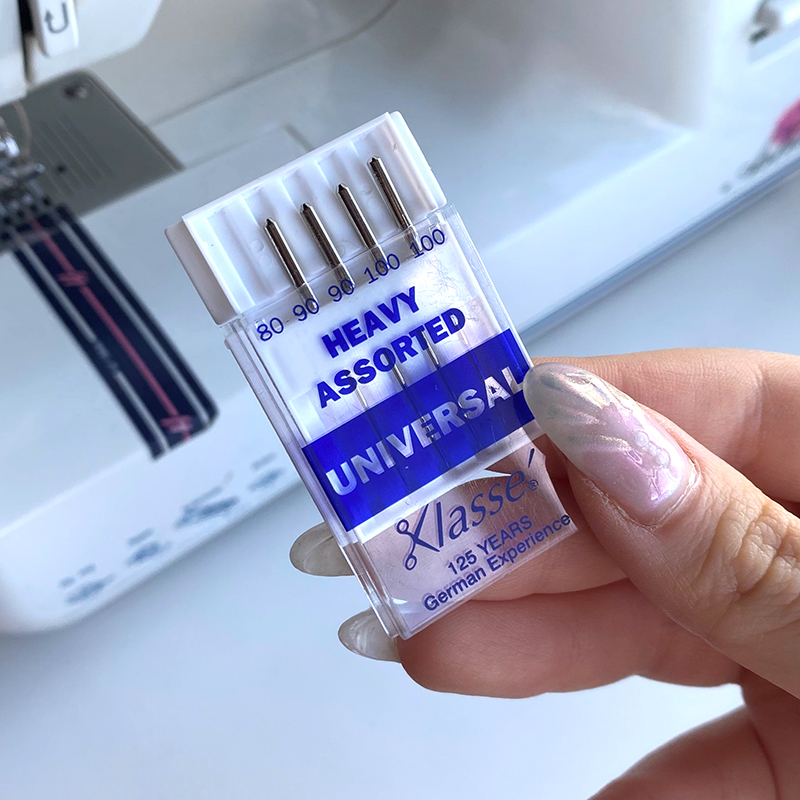 80 90 90 100 100
HEAVY
ASSORTED
UNIVERSAL
Klassé
125 YEARS
German Experience